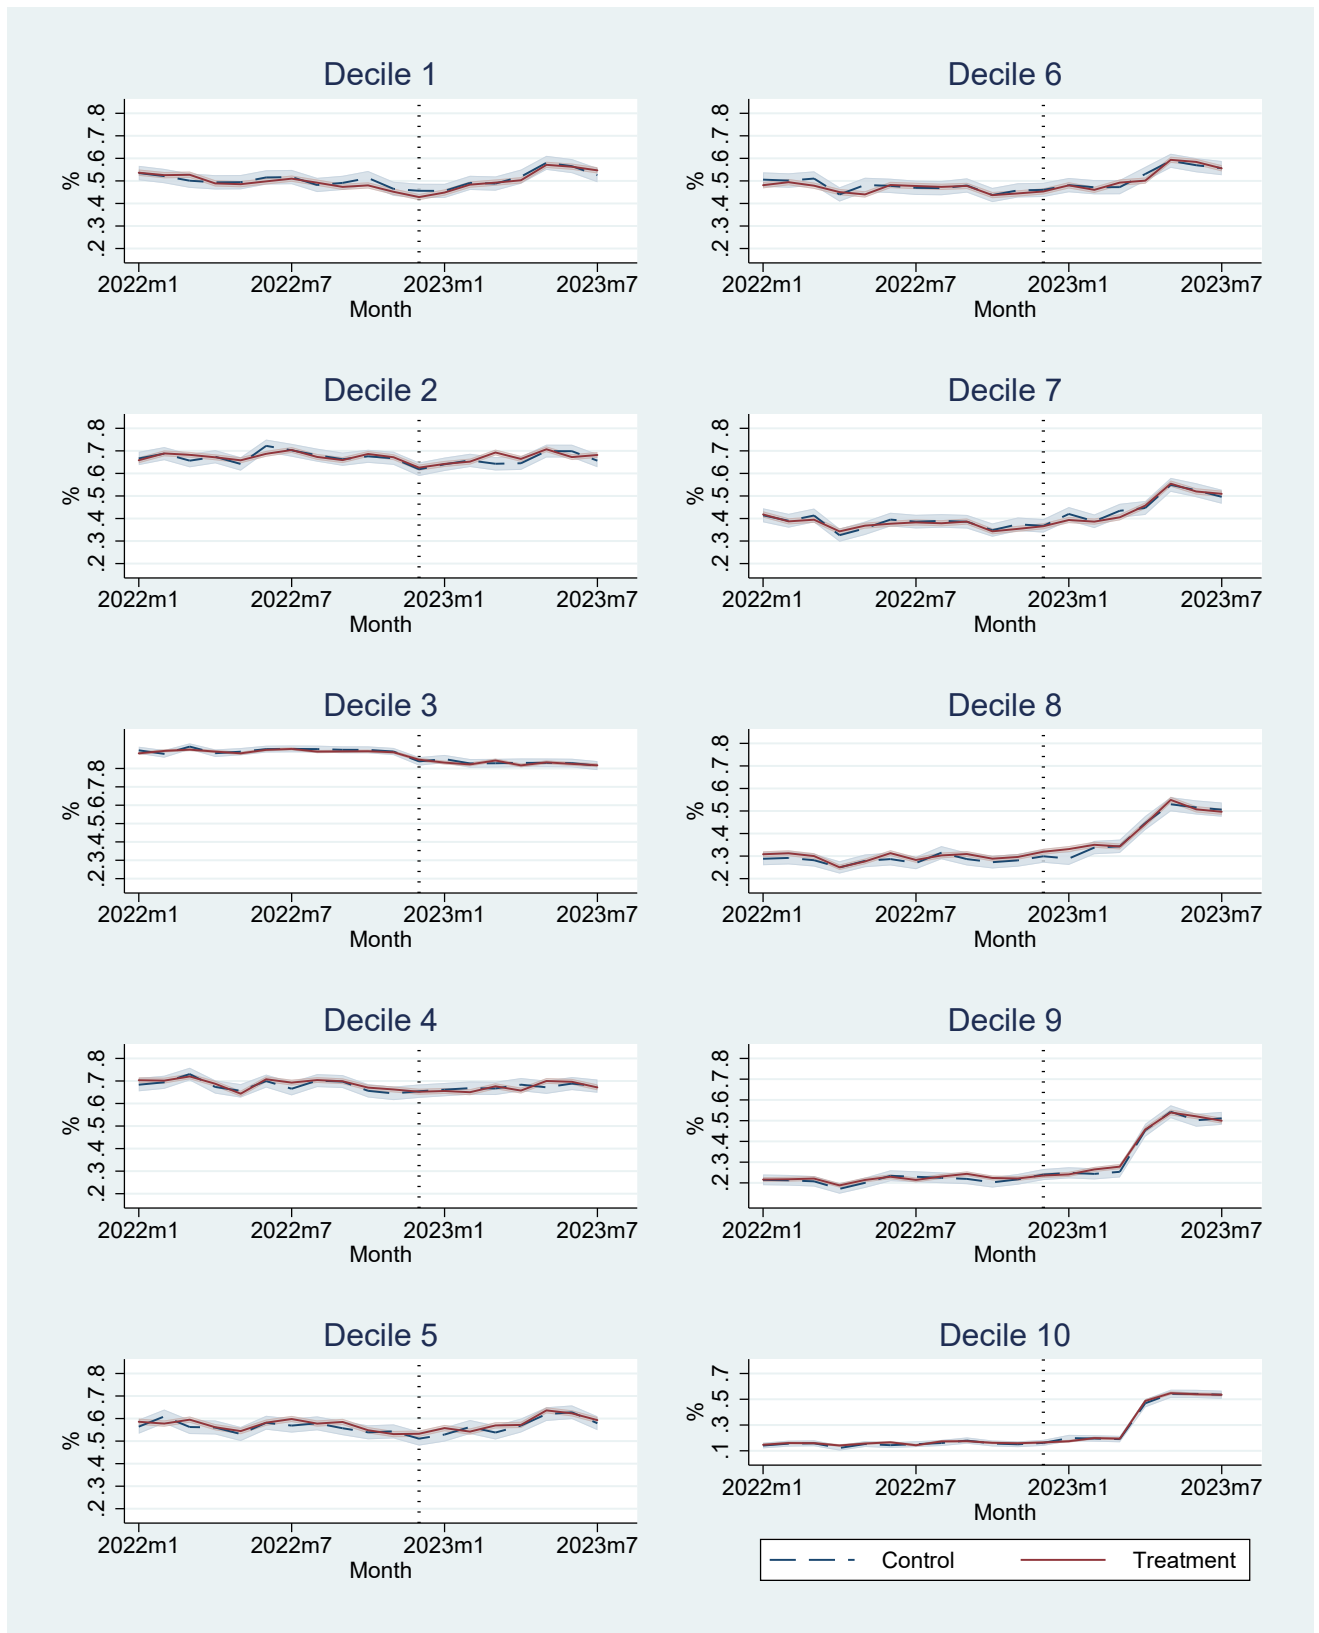 Decile 1
%
.2 .3 .4 .5 .6 .7 .8
2022m1 2022m7 2023m1 2023m7
Month
Decile 2
%
.2 .3 .4 .5 .6 .7 .8
2022m1 2022m7 2023m1 2023m7
Month
Decile 3
%
.2 .3 .4 .5 .6 .7 .8
2022m1 2022m7 2023m1 2023m7
Month
Decile 4
%
.2 .3 .4 .5 .6 .7 .8
2022m1 2022m7 2023m1 2023m7
Month
Decile 5
%
.2 .3 .4 .5 .6 .7 .8
2022m1 2022m7 2023m1 2023m7
Month
Decile 6
%
.2 .3 .4 .5 .6 .7 .8
2022m1 2022m7 2023m1 2023m7
Month
Decile 7
%
.2 .3 .4 .5 .6 .7 .8
2022m1 2022m7 2023m1 2023m7
Month
Decile 8
%
.2 .3 .4 .5 .6 .7 .8
2022m1 2022m7 2023m1 2023m7
Month
Decile 9
%
.2 .3 .4 .5 .6 .7 .8
2022m1 2022m7 2023m1 2023m7
Month
Decile 10
%
.1 .3 .5 .7
2022m1 2022m7 2023m1 2023m7
Month
Control Treatment